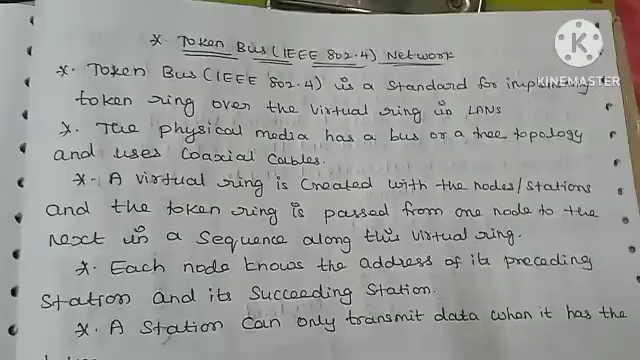 * Token Bus (IEEE 802.4) Network
*. Token Bus (IEEE 802.4) is a standard for implementing
token ring over the virtual ring in LANs
*. The physical media has a bus or a tree topology
and uses Coaxial Cables.
*. A virtual ring is created with the nodes/stations
and the token ring is passed from one node to the
next in a sequence along this virtual ring.
*. Each node knows the address of its preceding
Station and its Succeeding Station.
*. A Station Can only transmit data when it has the
K
KINEMASTER